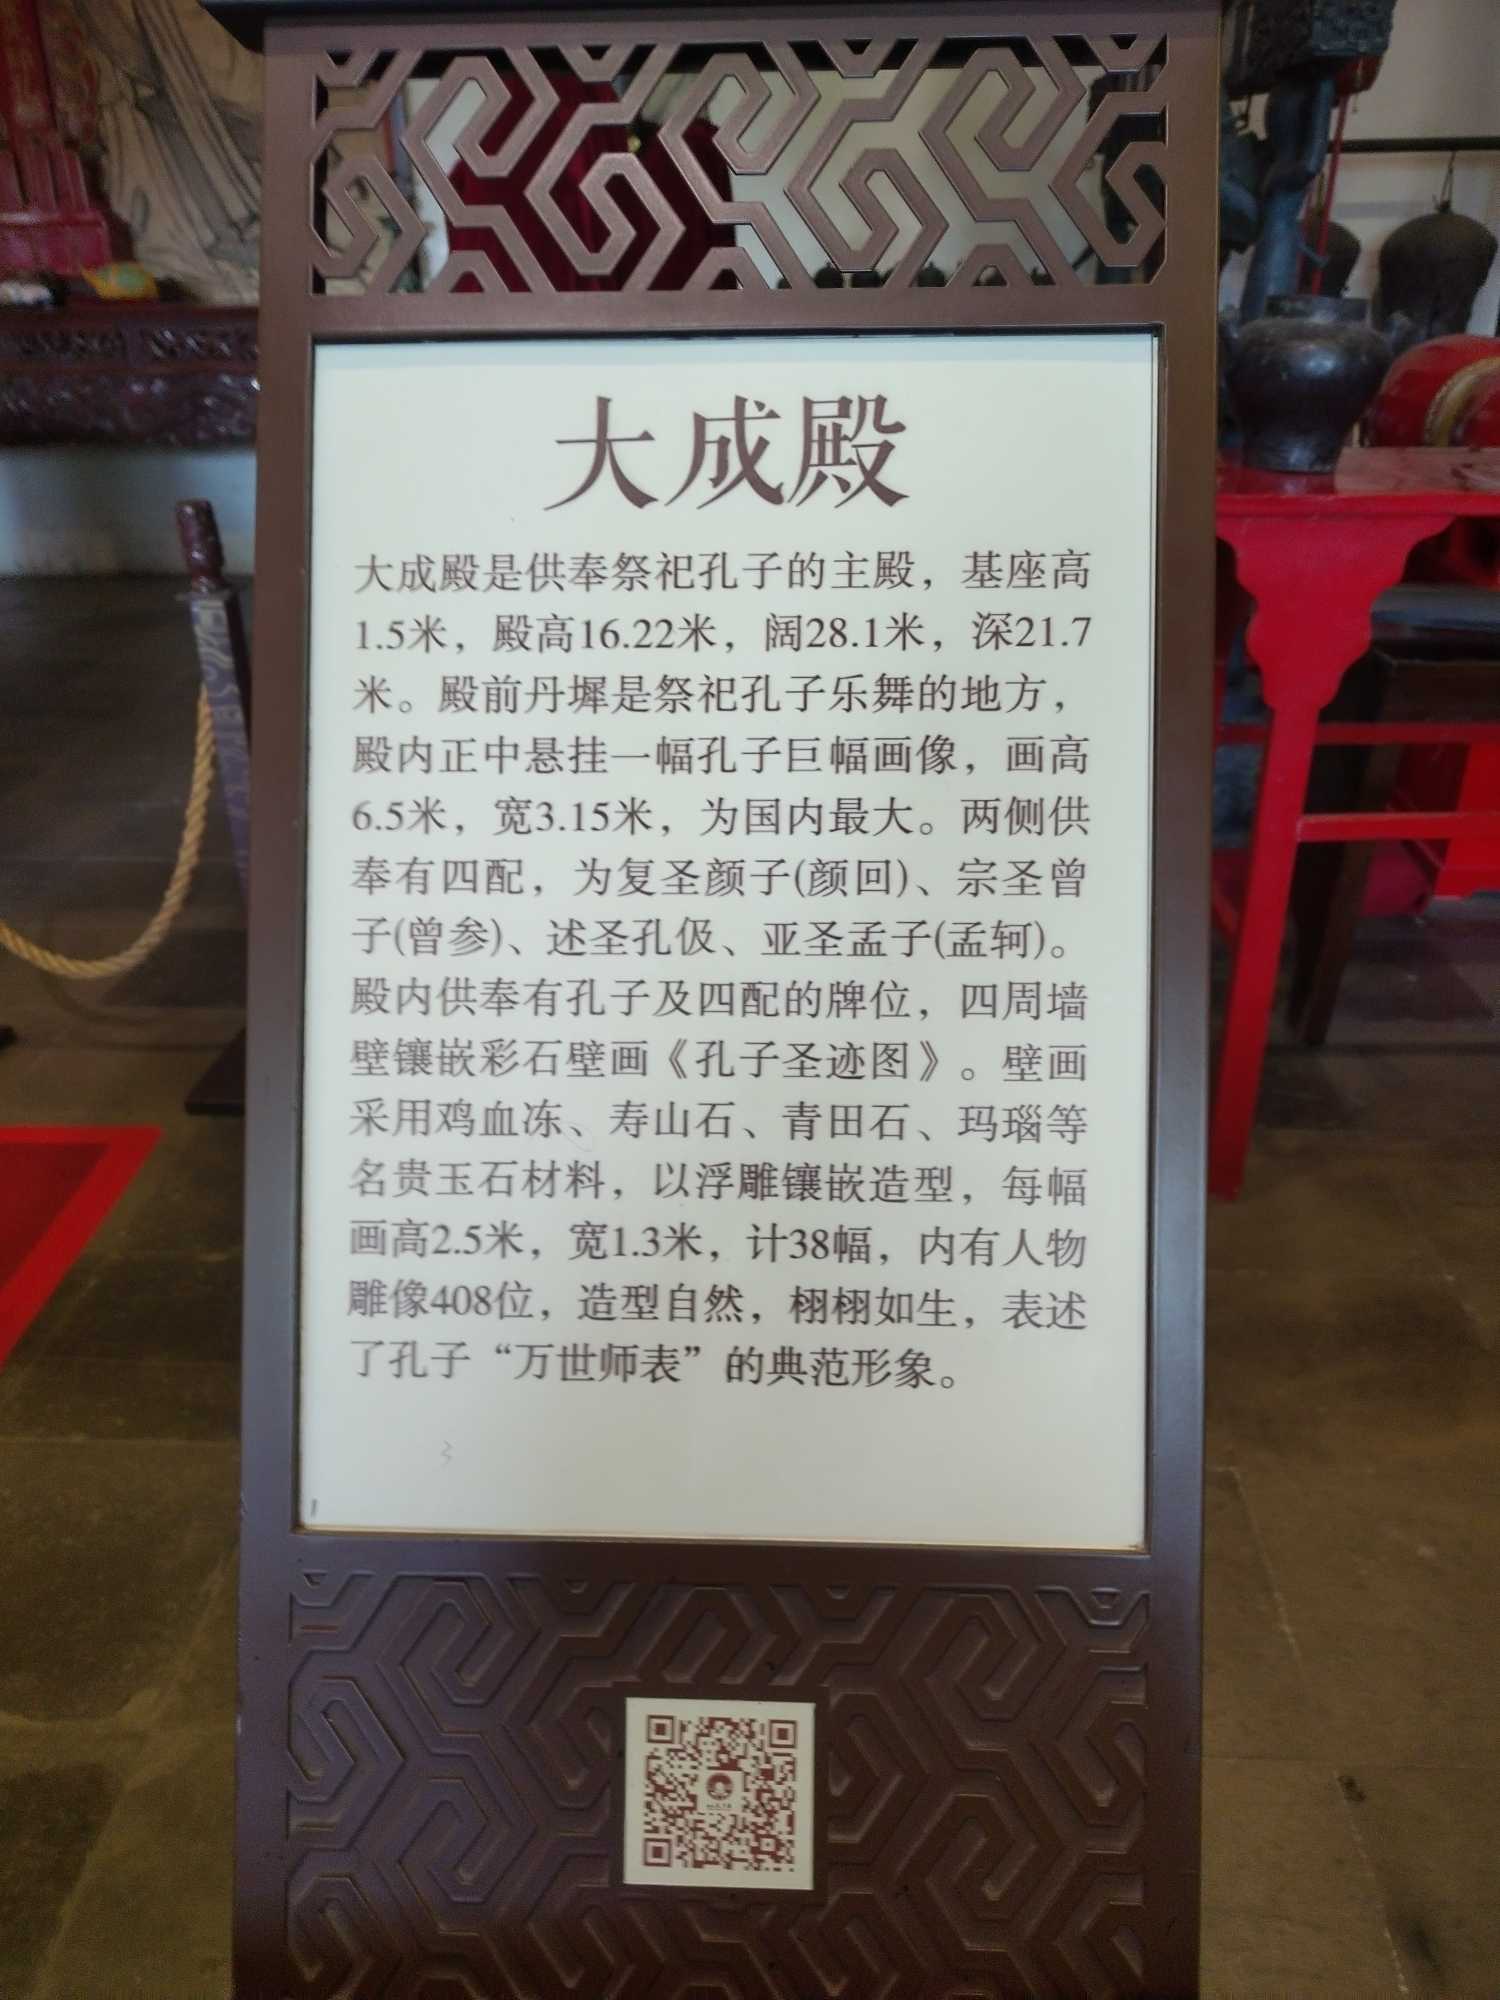 大成殿
大成殿是供奉祭祀孔子的主殿，基座高
1.5米，殿高16.22米，阔28.1米，深21.7
米。殿前丹墀是祭祀孔子乐舞的地方，
殿内正中悬挂一幅孔子巨幅画像，画高
6.5米，宽3.15米，为国内最大。两侧供
奉有四配，为复圣颜子(颜回)、宗圣曾
子(曾参)、述圣孔伋、亚圣孟子(孟轲)。
殿内供奉有孔子及四配的牌位，四周墙
壁镶嵌彩石壁画《孔子圣迹图》。壁画
采用鸡血冻、寿山石、青田石、玛瑙等
名贵玉石材料，以浮雕镶嵌造型，每幅
画高2.5米，宽1.3米，计38幅，内有人物
雕像408位，造型自然，栩栩如生，表述
了孔子“万世师表”的典范形象。